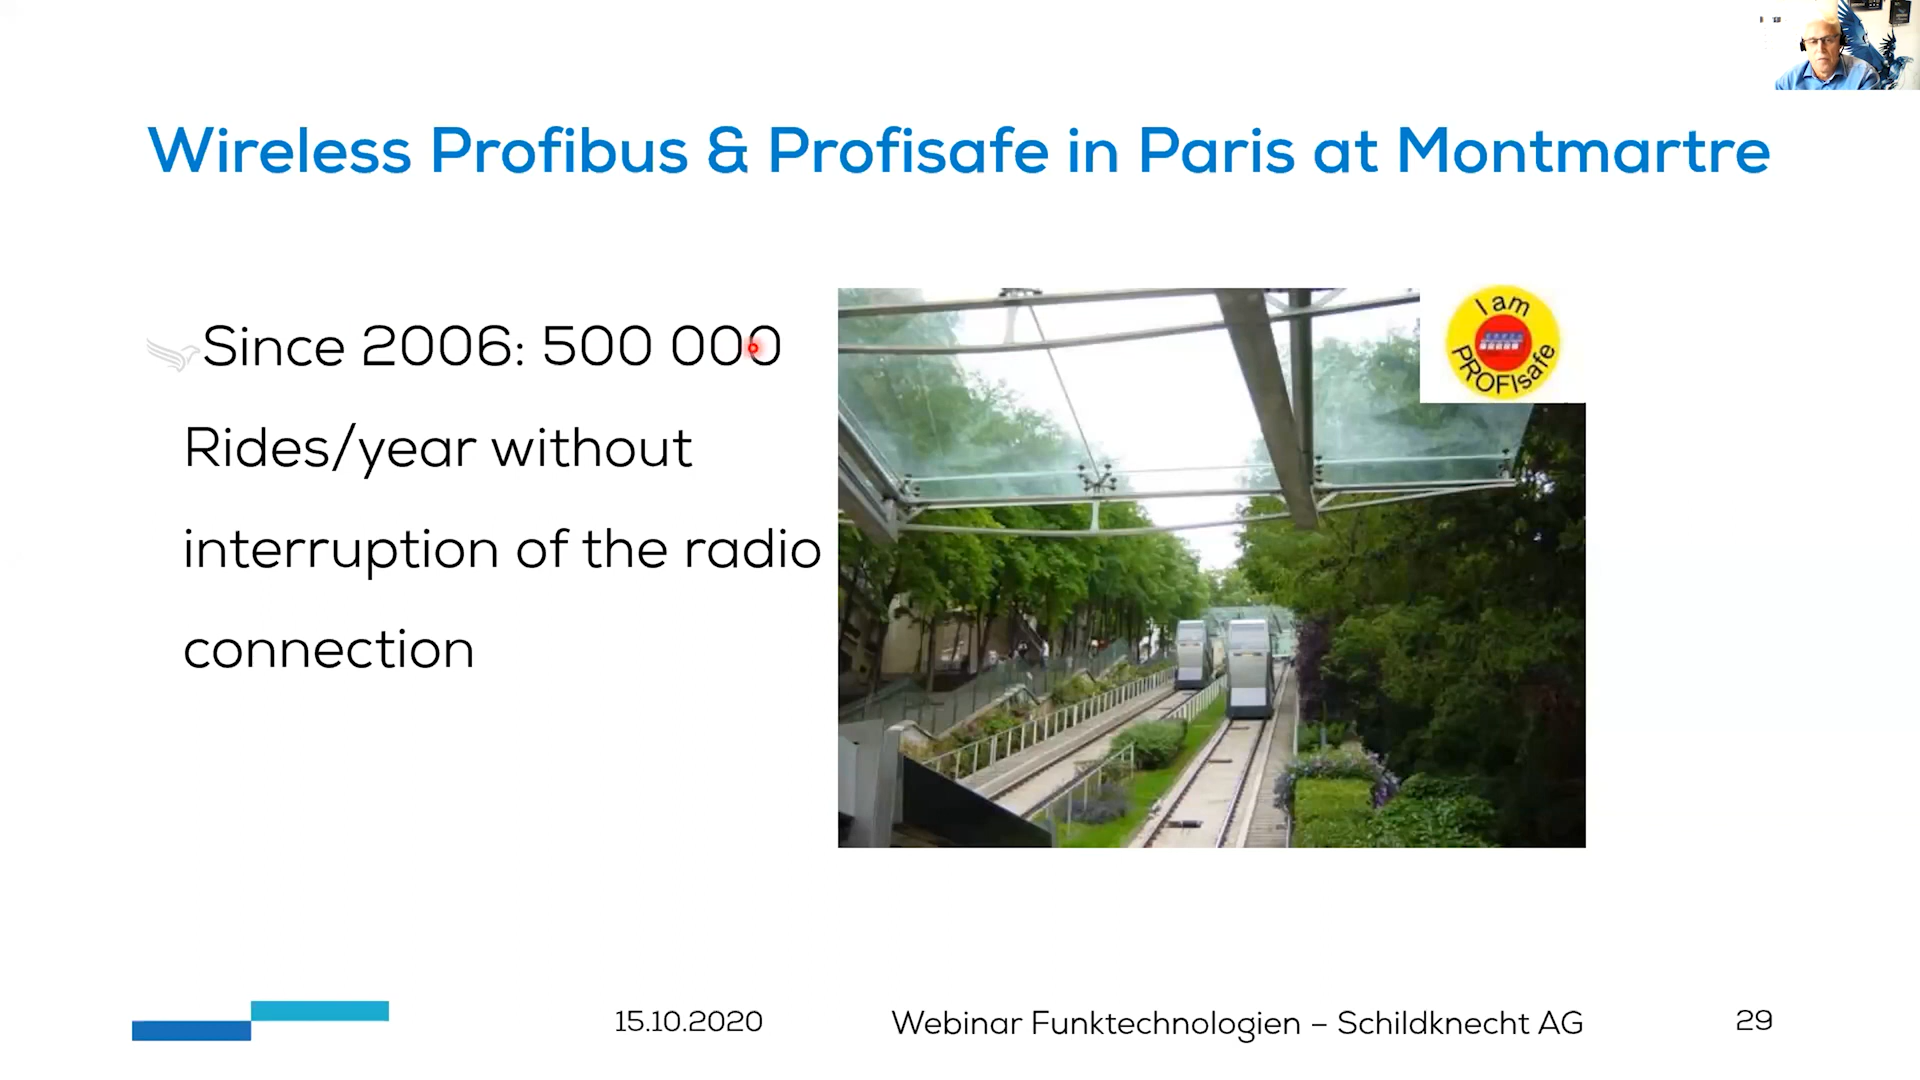 Wireless Profibus & Profisafe in Paris at Montmartre
Since 2006: 500 000
Rides/year without
interruption of the radio
connection
I am
PROFIsafe
15.10.2020
Webinar Funktechnologien – Schildknecht AG
29